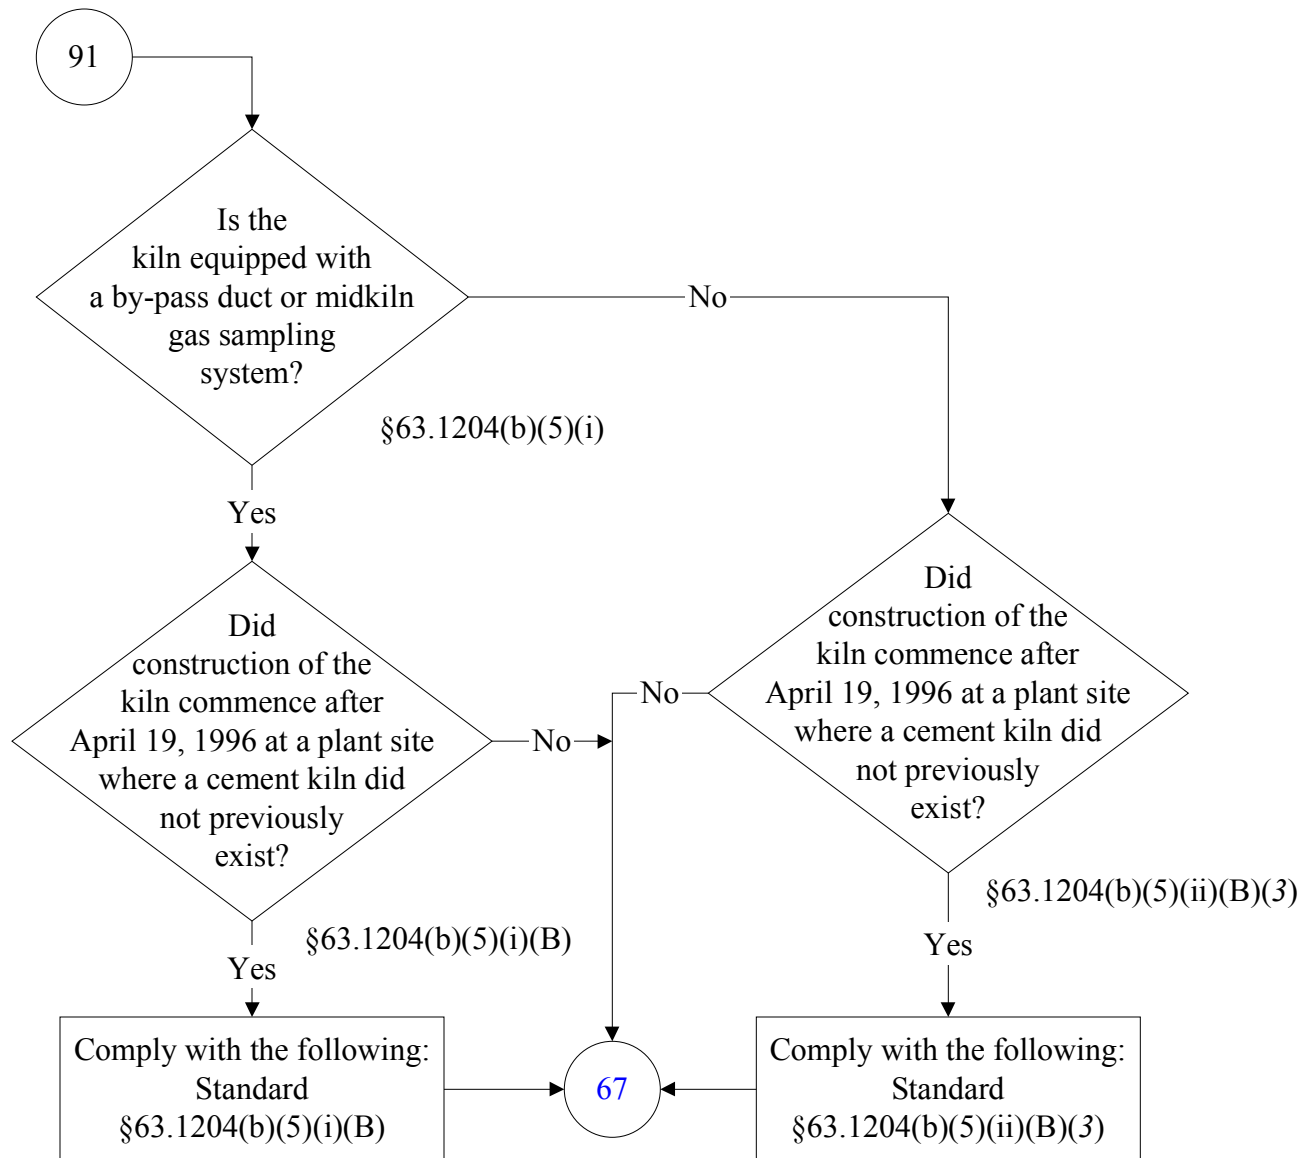 91
Is the
kiln equipped with
a by-pass duct or midkiln
gas sampling
system?
No
§63.1204(b)(5)(i)
Yes
Did
construction of the
kiln commence after
April 19, 1996 at a plant site
where a cement kiln did
not previously
exist?
No
§63.1204(b)(5)(i)(B)
Yes
Did
construction of the
kiln commence after
April 19, 1996 at a plant site
where a cement kiln did
not previously
exist?
No
§63.1204(b)(5)(ii)(B)(3)
Yes
Comply with the following:
Standard
§63.1204(b)(5)(i)(B)
67
Comply with the following:
Standard
§63.1204(b)(5)(ii)(B)(3)